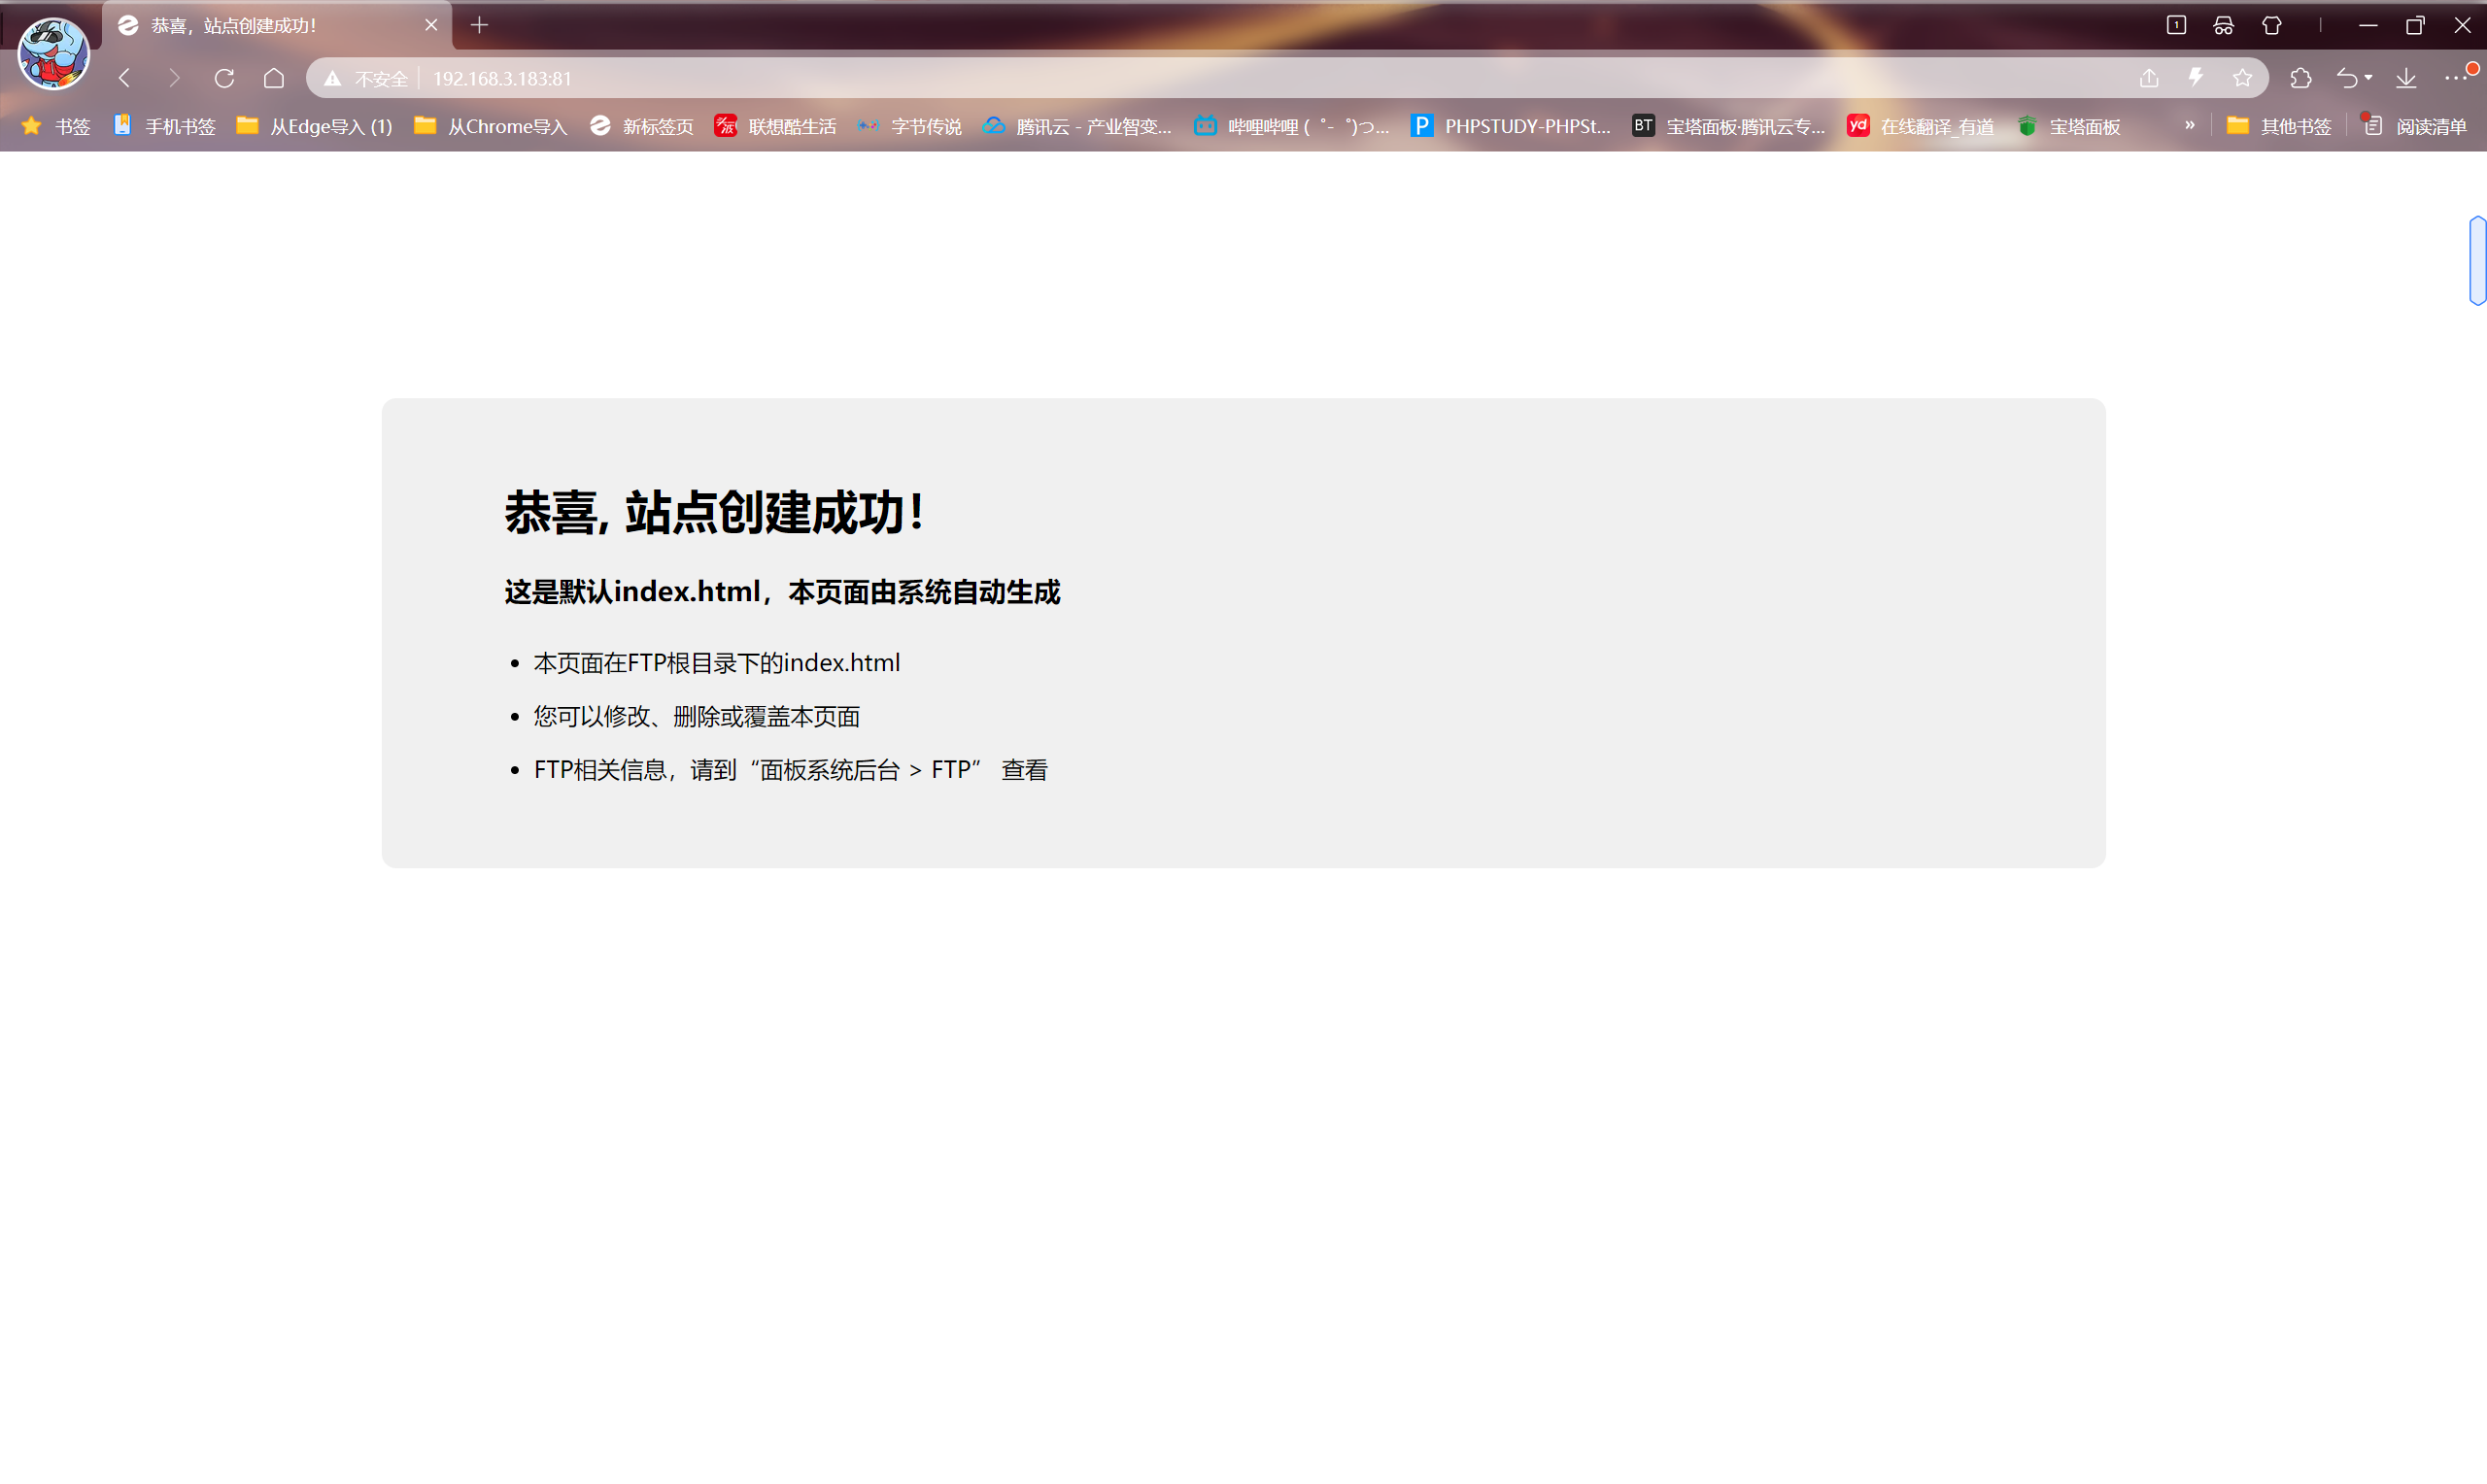 恭喜，站点创建成功！
1
不安全 192.168.3.183:81
书签 手机书签 从Edge导入 (1) 从Chrome导入 新标签页 联想酷生活 字节传说 腾讯云 - 产业智变... 哔哩哔哩 (゜-゜)つ... P PHPSTUDY-PHPSt... BT 宝塔面板·腾讯云专... yd 在线翻译_有道 宝塔面板 » 其他书签 阅读清单
恭喜, 站点创建成功！
这是默认index.html，本页面由系统自动生成
• 本页面在FTP根目录下的index.html
• 您可以修改、删除或覆盖本页面
• FTP相关信息，请到“面板系统后台 > FTP” 查看